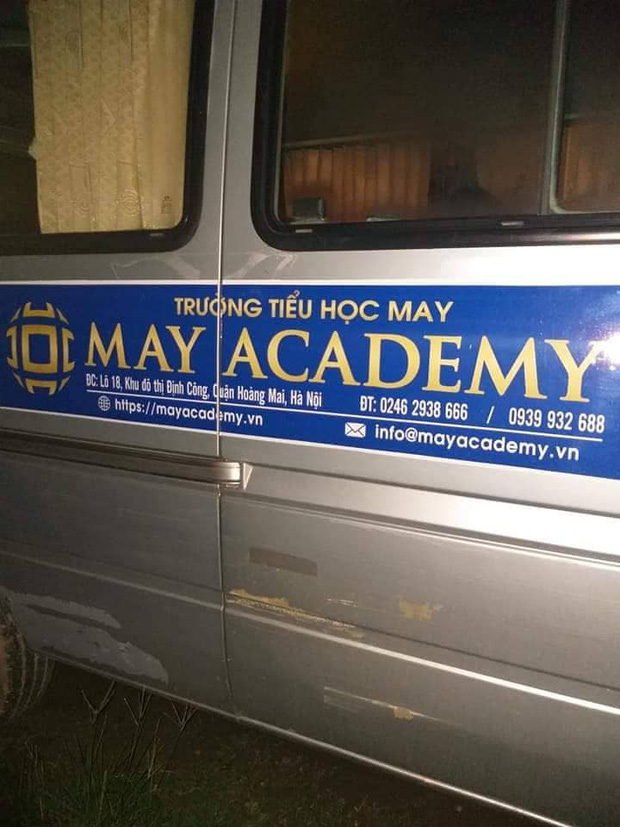 TRƯỜNG TIỂU HỌC MAY
MAY ACADEMY
ĐC: Lô 18, Khu đô thị Định Công, Quận Hoàng Mai, Hà Nội
ĐT: 0246 2938 666 / 0939 932 688
https://mayacademy.vn
info@mayacademy.vn